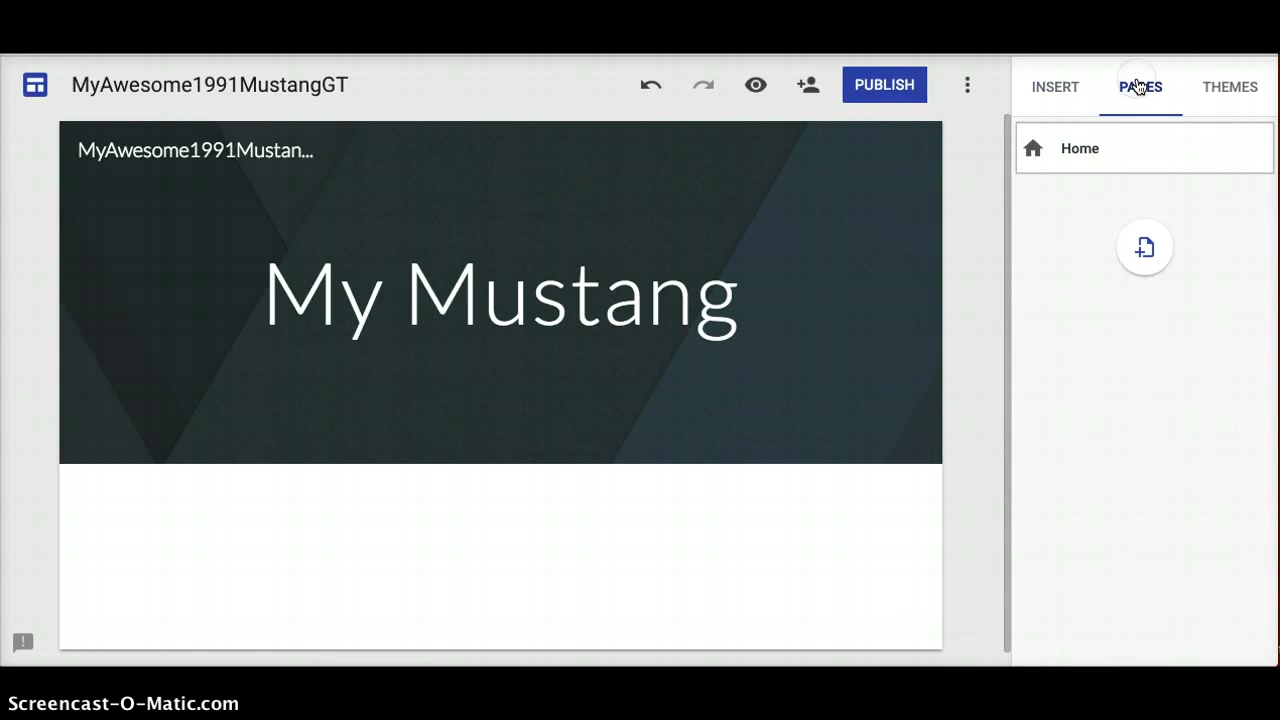 MyAwesome1991MustangGT
PUBLISH
INSERT
PAGES
THEMES
MyAwesome1991Mustan...
Home
My Mustang
Screencast-O-Matic.com